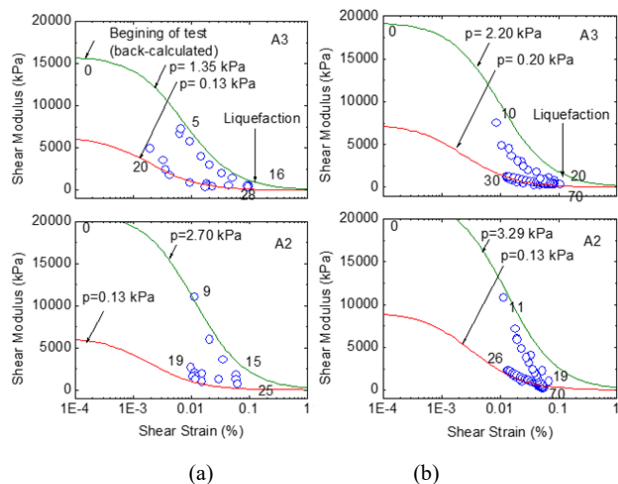 20000
15000
10000
5000
0
Shear Modulus (kPa)
Begining of test
(back-calculated)
0
p= 1.35 kPa
p= 0.13 kPa
A3
5
Liquefaction
20
16
28
20000
15000
10000
5000
0
Shear Modulus (kPa)
0
p= 2.20 kPa
p= 0.20 kPa
A3
10
Liquefaction
30
20
70
20000
15000
10000
5000
0
Shear Modulus (kPa)
0
p=2.70 kPa
A2
p=0.13 kPa
9
19
15
25
1E-4 1E-3 0.01 0.1 1
Shear Strain (%)
20000
15000
10000
5000
0
Shear Modulus (kPa)
0
p=3.29 kPa
p=0.13 kPa
A2
11
26
19
70
1E-4 1E-3 0.01 0.1 1
Shear Strain (%)
(a) (b)